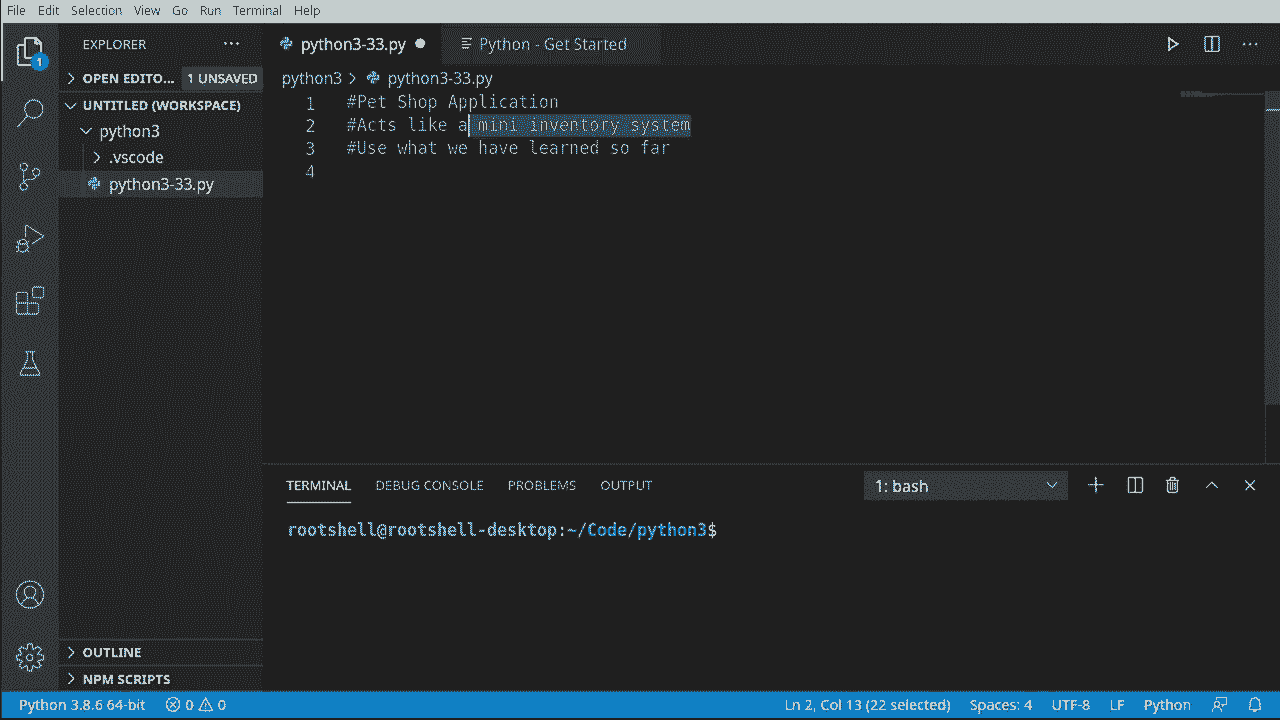 File Edit Selection View Go Run Terminal Help
EXPLORER
python3-33.py
Python - Get Started
OPEN EDITO... 1 UNSAVED
python3 > python3-33.py
UNTITLED (WORKSPACE)
python3
.vscode
python3-33.py
1 #Pet Shop Application
2 #Acts like a mini inventory system
3 #Use what we have learned so far
4
TERMINAL DEBUG CONSOLE PROBLEMS OUTPUT 1: bash
rootshell@rootshell-desktop:~/Code/python3$
OUTLINE
NPM SCRIPTS
1
Python 3.8.6 64-bit 0 0 Ln 2, Col 13 (22 selected) Spaces: 4 UTF-8 LF Python